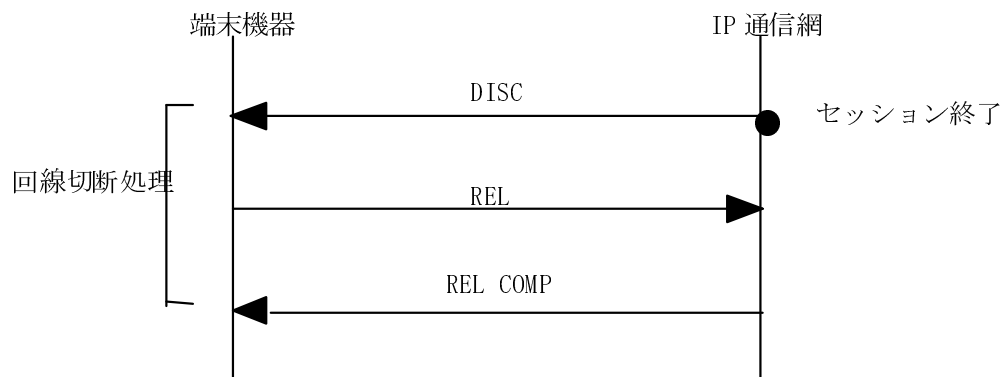 端末機器
IP 通信網
DISC
セッション終了
回線切断処理
REL
REL COMP